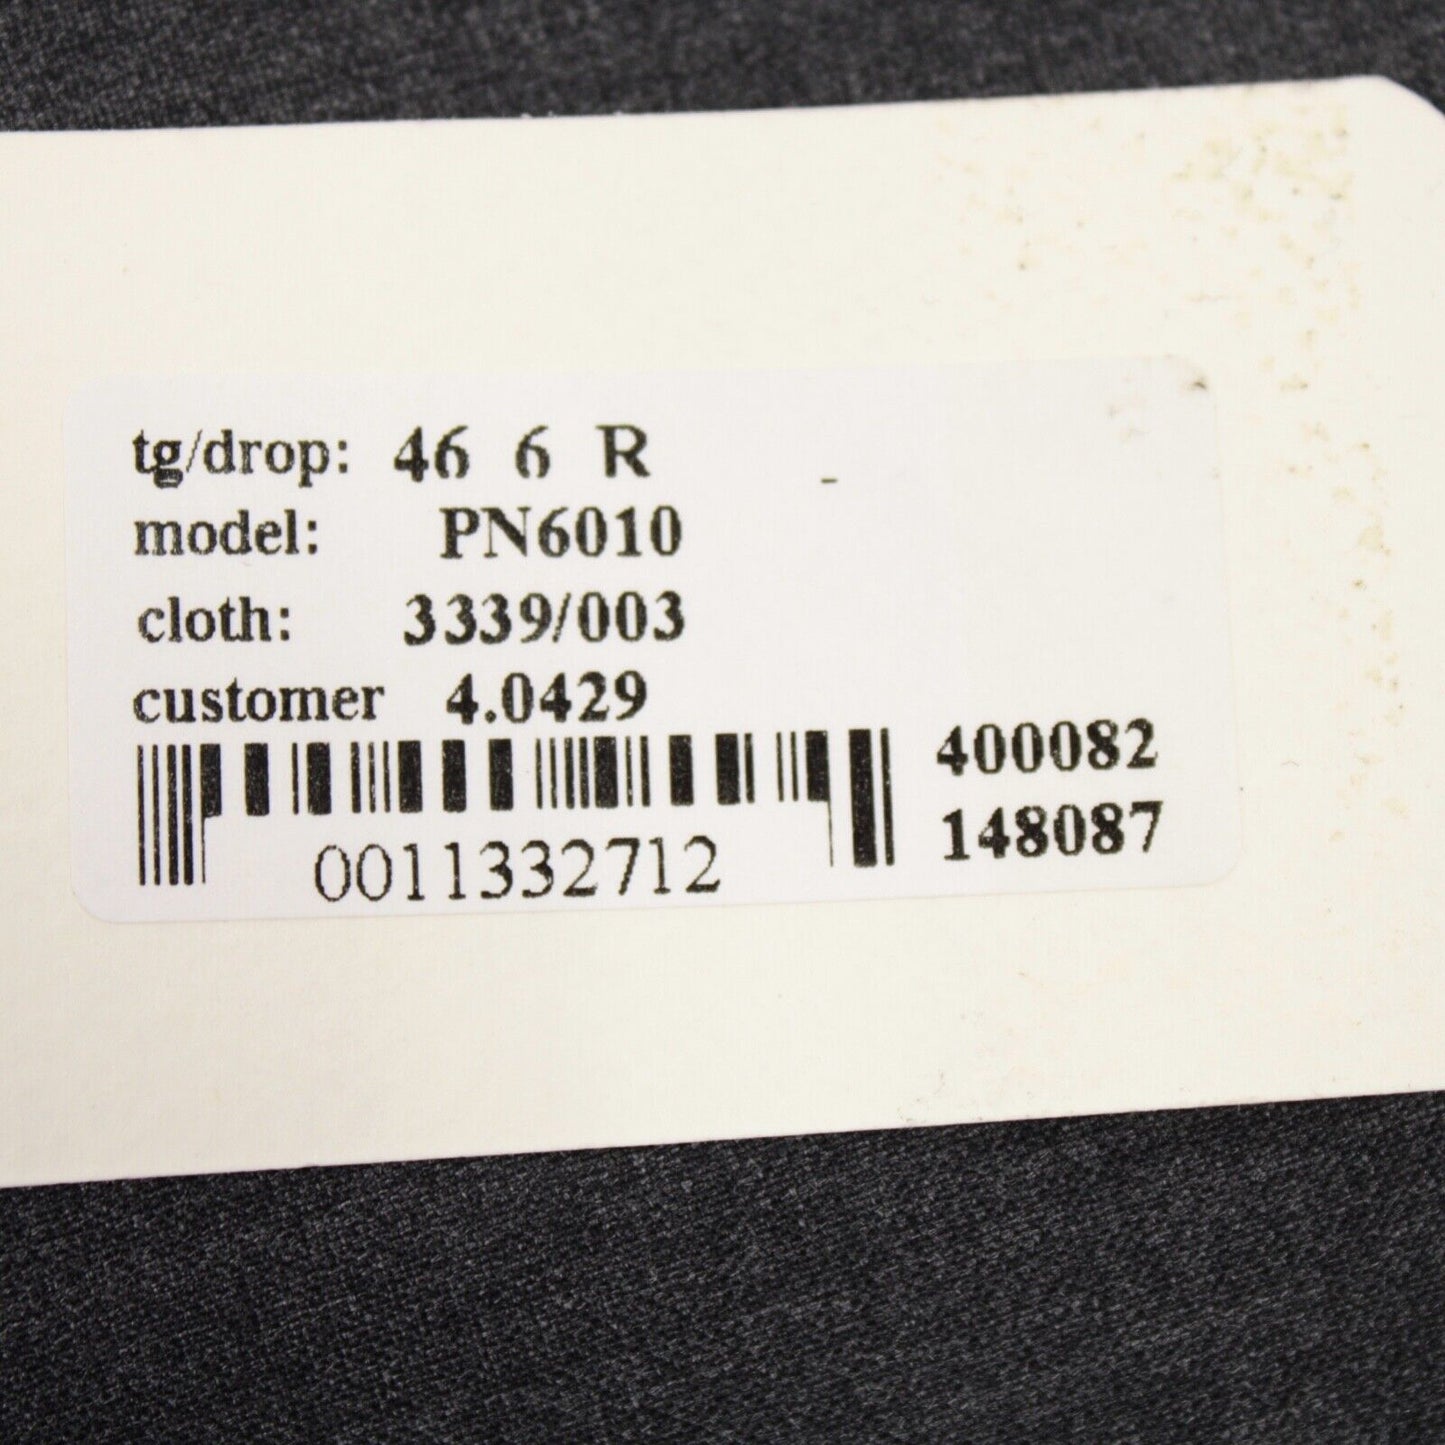 tg/drop: 46 6 R
model: PN6010
cloth: 3339/003
customer 4.0429
400082
148087
0011332712